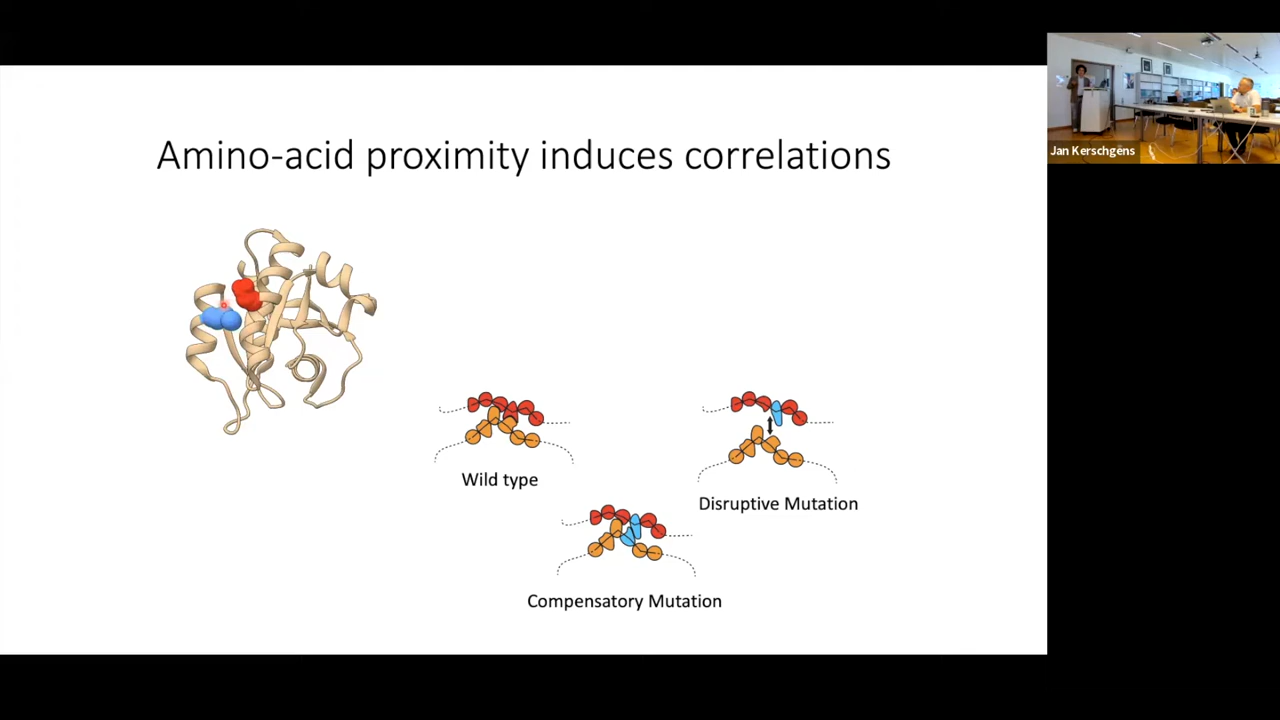 Amino-acid proximity induces correlations
Jan Kerschgens
Wild type
Disruptive Mutation
Compensatory Mutation